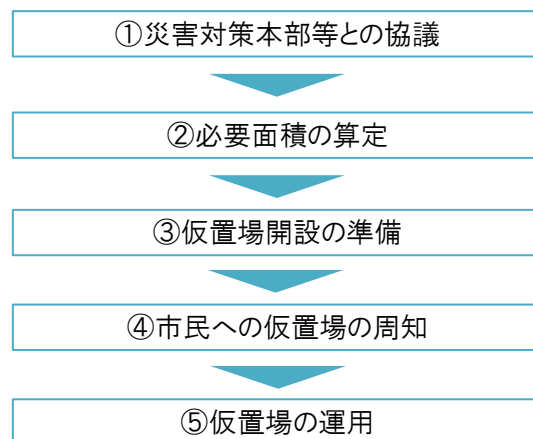 ①災害対策本部等との協議
②必要面積の算定
③仮置場開設の準備
④市民への仮置場の周知
⑤仮置場の運用